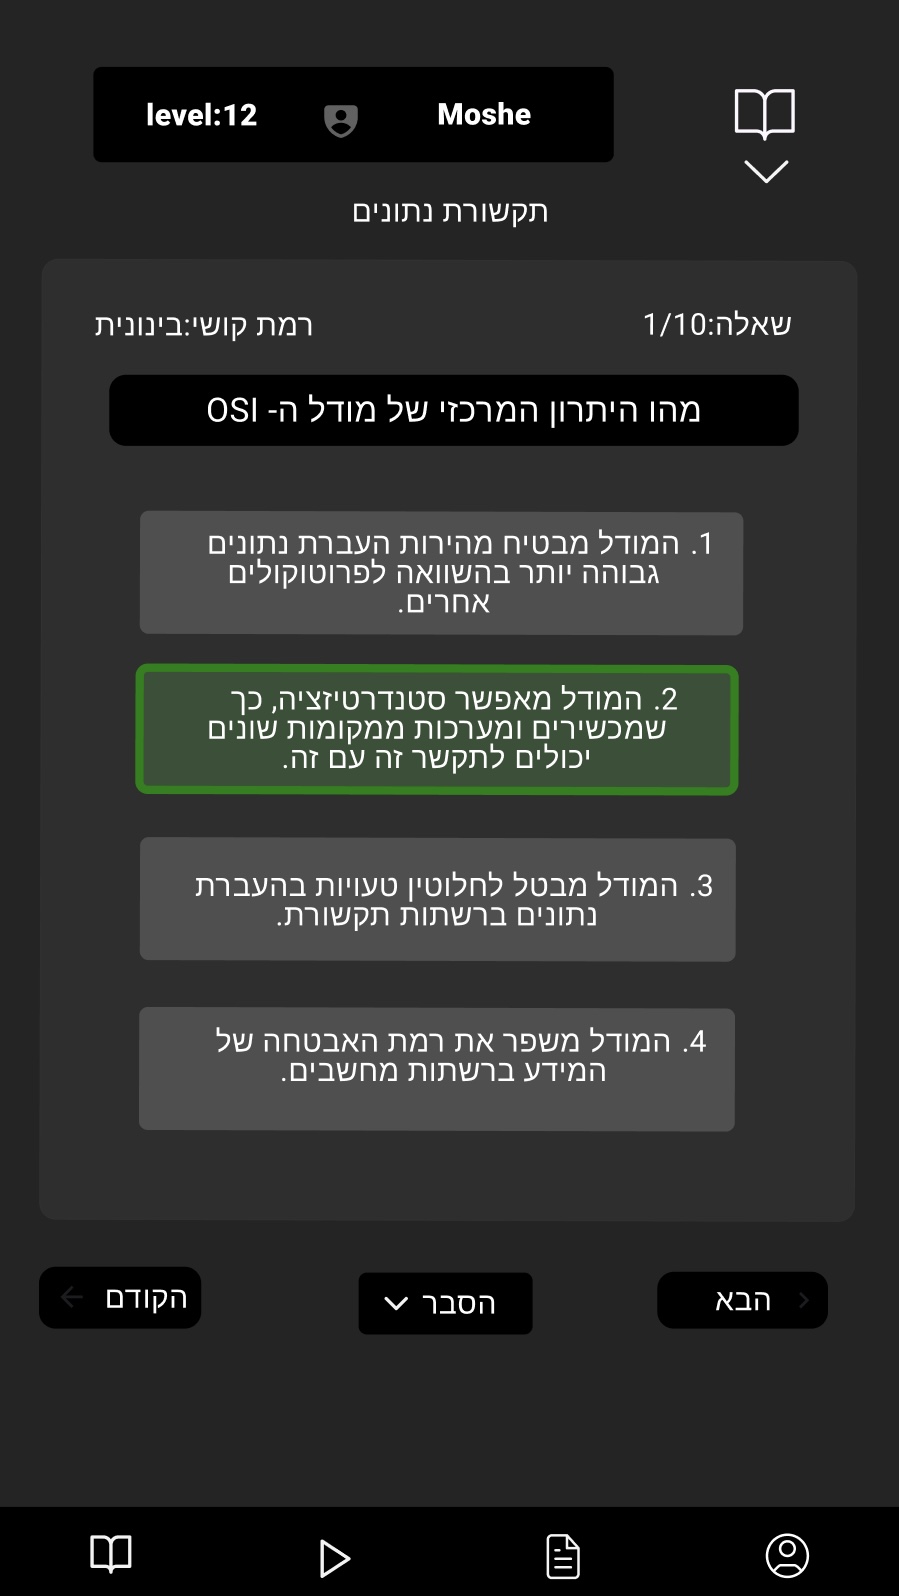 level:12
Moshe
תקשורת נתונים
שאלה:1/10
רמת קושי:בינונית
מהו היתרון המרכזי של מודל ה- OSI
1. המודל מבטיח מהירות העברת נתונים
גבוהה יותר בהשוואה לפרוטוקולים
אחרים.
2. המודל מאפשר סטנדרטיזציה, כך
שמכשירים ומערכות ממקומות שונים
יכולים לתקשר זה עם זה.
3. המודל מבטל לחלוטין טעויות בהעברת
נתונים ברשתות תקשורת.
4. המודל משפר את רמת האבטחה של
המידע ברשתות מחשבים.
הבא
הסבר
הקודם